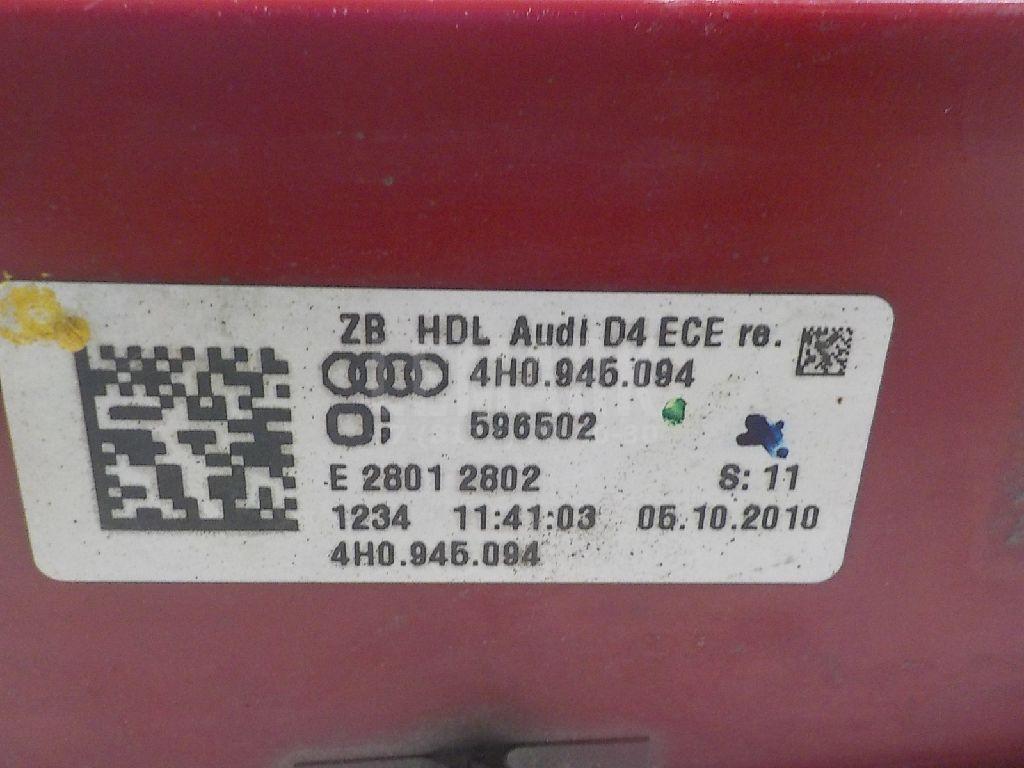 ZB HDL Audi D4 ECE re.
4H0.945.094
596502
E 2801 2802 S: 11
1234 11:41:03 05.10.2010
4H0.945.094